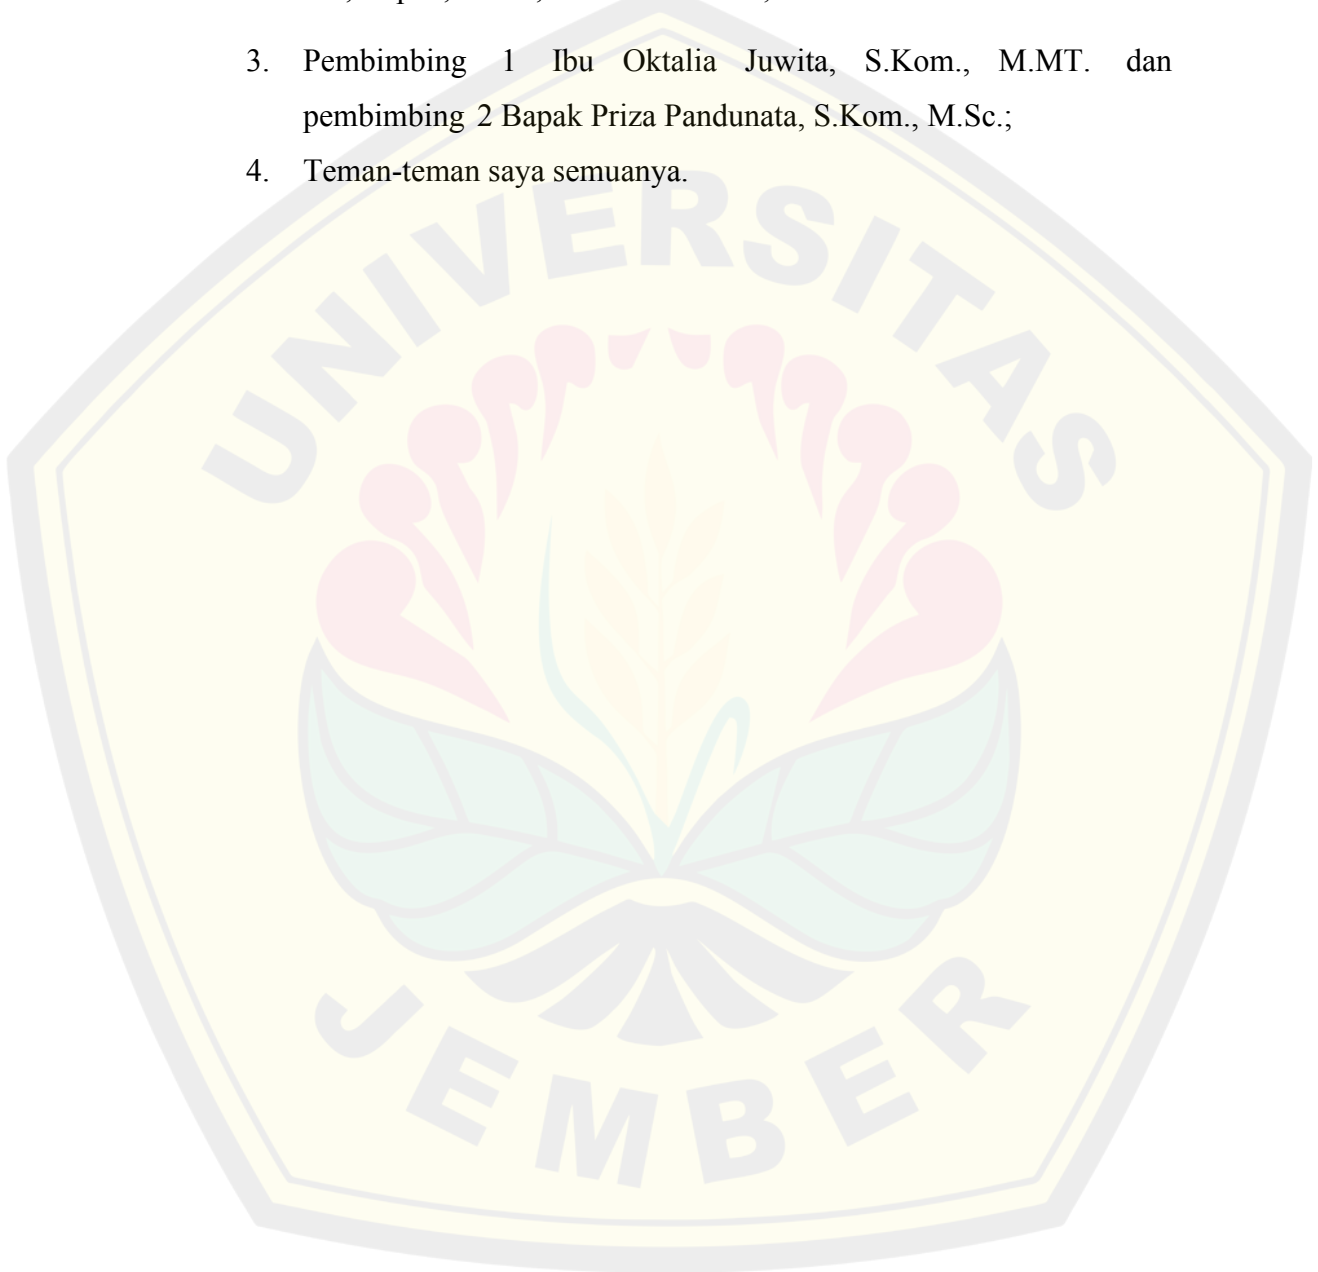 3. Pembimbing 1 Ibu Oktalia Juwita, S.Kom., M.MT. dan
pembimbing 2 Bapak Priza Pandunata, S.Kom., M.Sc.;
4. Teman-teman saya semuanya.
UNIVERSITAS
JEMBER